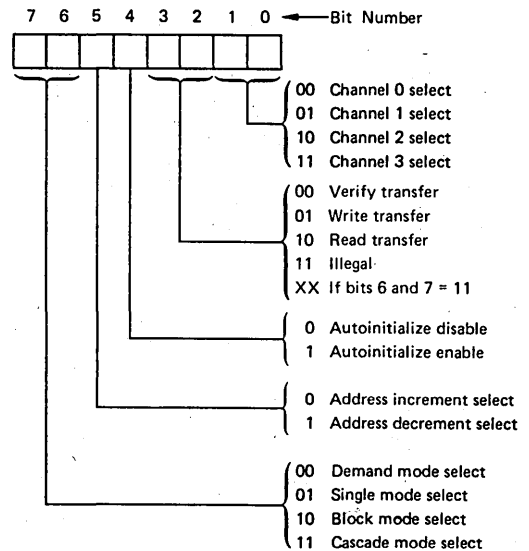 7 6 5 4 3 2 1 0 Bit Number
00 Channel 0 select
01 Channel 1 select
10 Channel 2 select
11 Channel 3 select
00 Verify transfer
01 Write transfer
10 Read transfer
11 Illegal
XX If bits 6 and 7 = 11
0 Autoinitialize disable
1 Autoinitialize enable
0 Address increment select
1 Address decrement select
00 Demand mode select
01 Single mode select
10 Block mode select
11 Cascade mode select